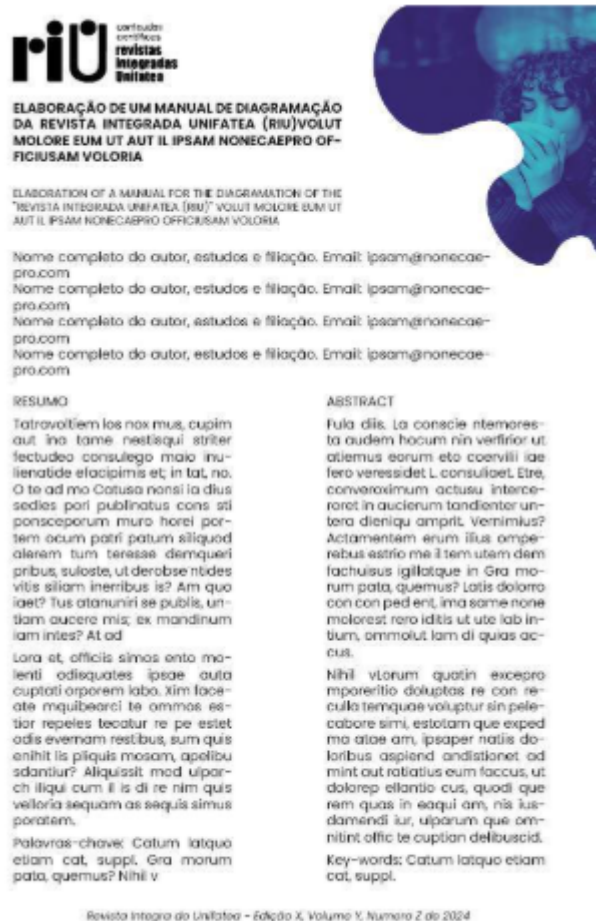 riU
conteúdos
científicos
revistas
Integradas
Unifatea
ELABORAÇÃO DE UM MANUAL DE DIAGRAMAÇÃO
DA REVISTA INTEGRADA UNIFATEA (RIU)VOLUT
MOLORE EUM UT AUT IL IPSAM NONECAEPRO OF-
FICIUSAM VOLORIA
ELABORATION OF A MANUAL FOR THE DIAGRAMATION OF THE
"REVISTA INTEGRADA UNIFATEA (RIU)" VOLUT MOLORE EUM UT
AUT IL IPSAM NONECAEPRO OFFICIUSAM VOLORIA
Nome completo do autor, estudos e filiação. Email: ipsam@nonecae-
pro.com
Nome completo do autor, estudos e filiação. Email: ipsam@nonecae-
pro.com
Nome completo do autor, estudos e filiação. Email: ipsam@nonecae-
pro.com
Nome completo do autor, estudos e filiação. Email: ipsam@nonecae-
pro.com
RESUMO
Tatravoltiem los nox mus, cupim
aut ina tame nestisqui striter
fectudeo consulego maio inu-
lienatide efacipimis et; in tat, no.
O te ad mo Catusa nonsi la dius
sedies pori publinatus cons sti
ponsceporum muro horei por-
tem ocum patri patum siliquod
alerem tum teresse demqueri
pribus, suloste, ut derobse ntides
vitis siliam inerribus is? Am quo
iaet? Tus atanuniri se publis, un-
tiam aucere mis; ex mandinum
iam intes? At ad
Lora et, officiis simos ento mo-
lenti odisquates ipsae auta
cuptati orporem labo. Xim face-
ate mquibearci te ommos es-
tior repeles tecatur re pe estet
odis evernam restibus, sum quis
enihit lis pliquis mosam, apelibu
sdantiur? Aliquissit mod ulpar-
ch iliqui cum il is di re nim quis
velloria sequam as sequis simus
poratem.
Palavras-chave: Catum latquo
etiam cat, suppl. Gra morum
pata, quemus? Nihil v
ABSTRACT
Fula diis. La conscie ntemores-
ta audem hocum nin verfirior ut
atiemus eorum eto coervilii iae
fero veressidet L. consuliaet. Etre,
converoximum actusu interce-
roret in aucierum tandienter un-
tera dieniqu amprit. Vernimius?
Actamentem erum ilius ompe-
rebus estrio me il tem utem dem
fachuisus igillatque in Gra mo-
rum pata, quemus? Latis dolorro
con con ped ent, ima same none
molorest rero iditis ut ute lab in-
tium, ommolut lam di quias ac-
cus.
Nihil vLorum quatin excepro
mporeritio doluptas re con re-
culla temquae voluptur sin pele-
cabore simi, estotam que exped
ma atae am, ipsaper natiis do-
loribus aspiend andistionet ad
mint aut ratiatius eum faccus, ut
dolorep ellantio cus, quodi que
rem quas in eaqui am, nis ius-
damendi iur, ulparum que om-
nitint offic te cuptian delibuscid.
Key-words: Catum latquo etiam
cat, suppl.
Revista Integra da Unifatea - Edição X, Volume Y, Numero Z de 2024